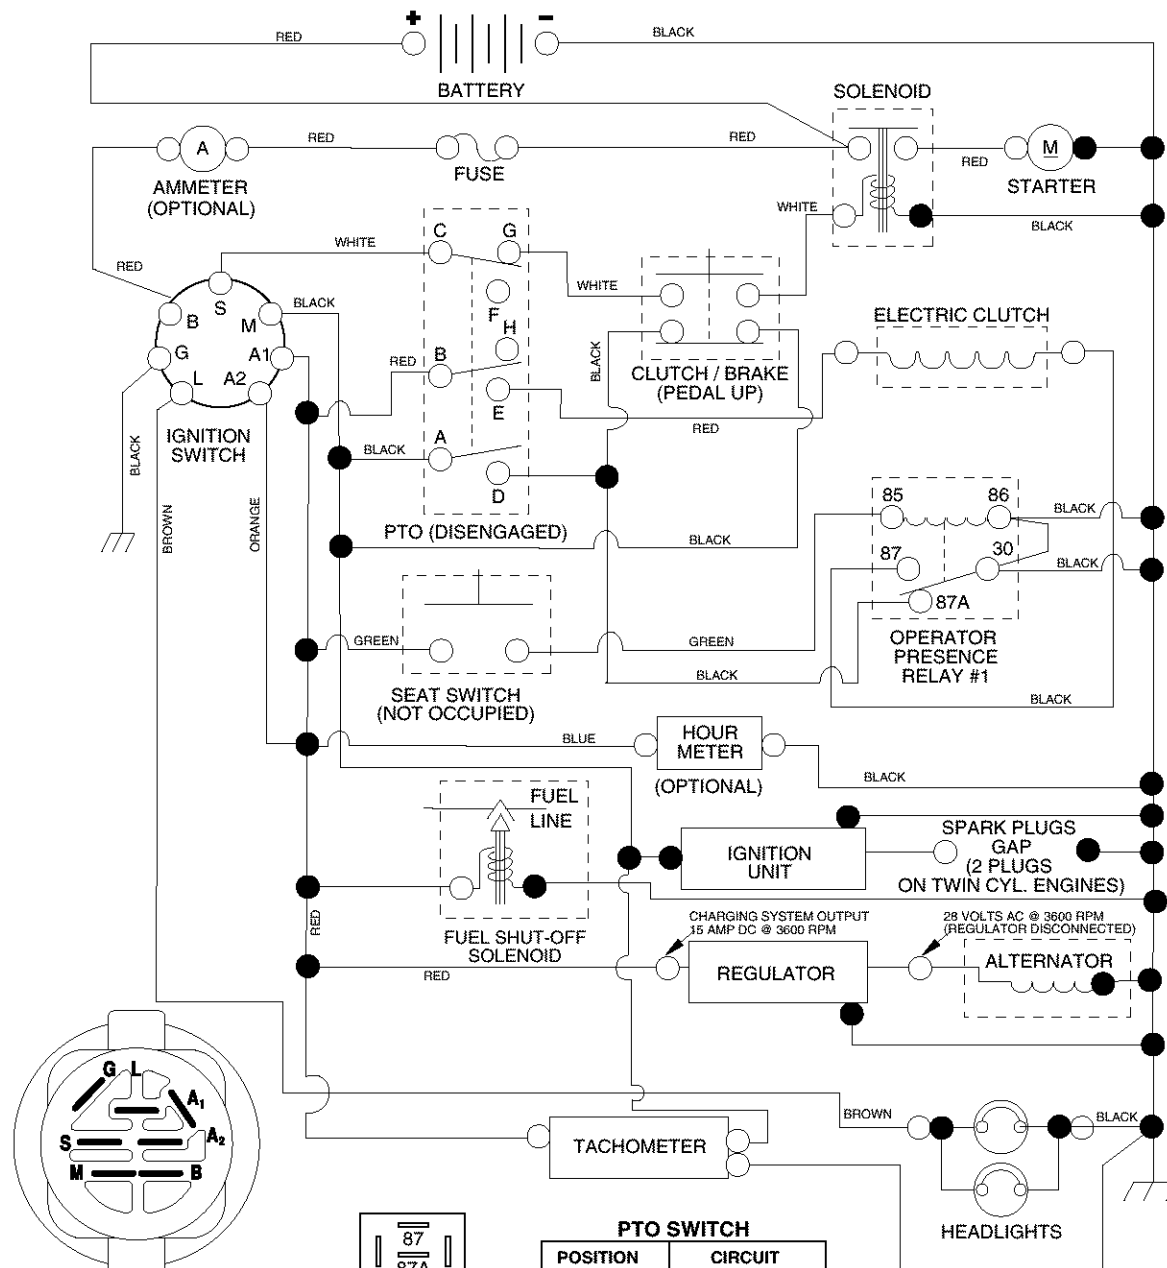 + −
RED
BLACK
BATTERY
SOLENOID
A
RED
RED
RED
M
FUSE
AMMETER
(OPTIONAL)
STARTER
WHITE
BLACK
C
G
WHITE
RED
S
B
M
BLACK
WHITE
F
H
ELECTRIC CLUTCH
G
A1
L
A2
B
RED
BLACK
CLUTCH / BRAKE
(PEDAL UP)
E
RED
IGNITION
SWITCH
BLACK
A
BLACK
D
BROWN
ORANGE
PTO (DISENGAGED)
BLACK
85
86
BLACK
87
30
BLACK
87A
GREEN
GREEN
OPERATOR
PRESENCE
RELAY #1
BLACK
SEAT SWITCH
(NOT OCCUPIED)
BLACK
BLUE
HOUR
METER
(OPTIONAL)
BLACK
FUEL
LINE
IGNITION
UNIT
SPARK PLUGS
GAP
(2 PLUGS
ON TWIN CYL. ENGINES)
RED
FUEL SHUT-OFF
SOLENOID
CHARGING SYSTEM OUTPUT
15 AMP DC @ 3600 RPM
28 VOLTS AC @ 3600 RPM
(REGULATOR DISCONNECTED)
RED
REGULATOR
ALTERNATOR
G
L
A1
S
A2
M
B
BROWN
BLACK
TACHOMETER
HEADLIGHTS
87
87A
PTO SWITCH
POSITION CIRCUIT